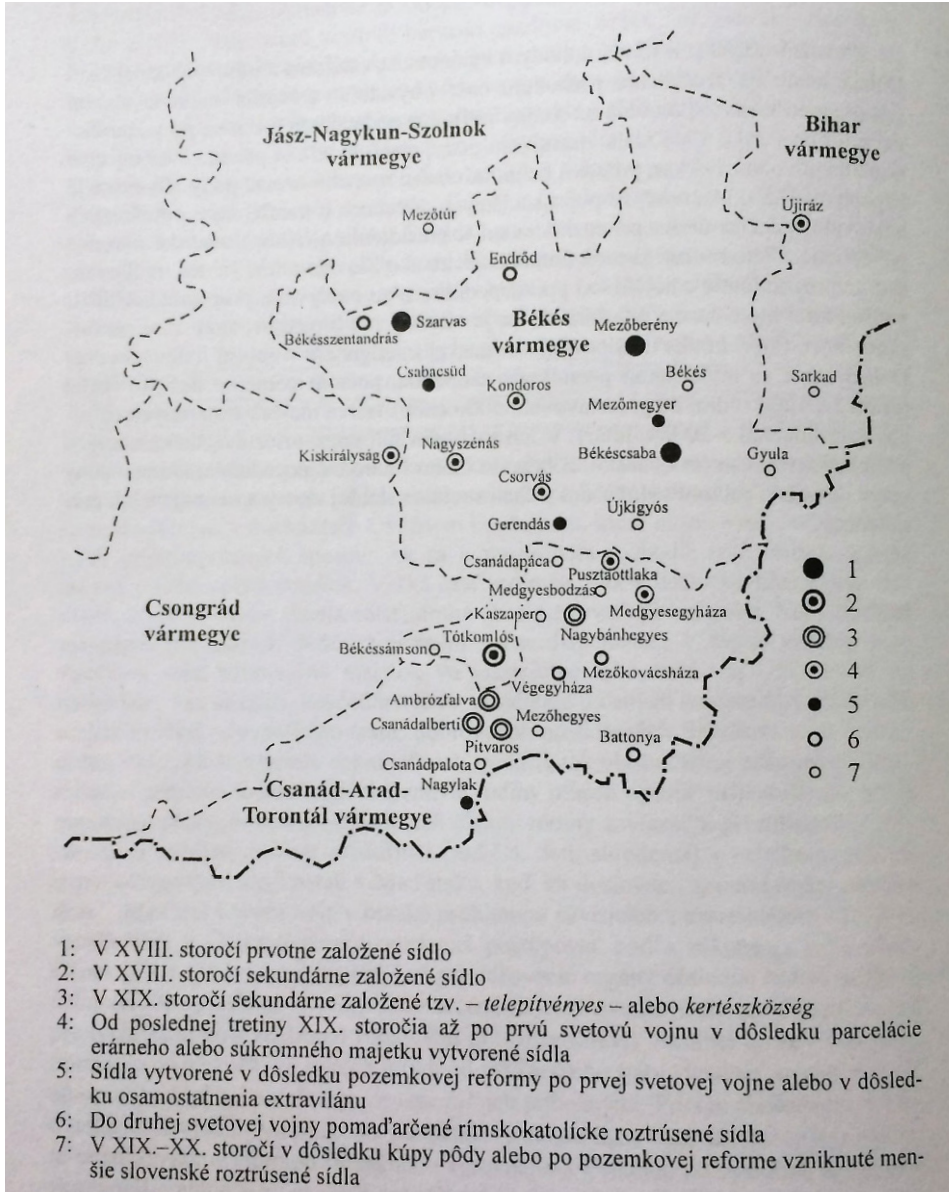 Jász-Nagykun-Szolnok
vármegye
Bihar
vármegye
Mezőtúr
Újiráz
Endrőd
Szarvas
Békésszentandrás
Békés
vármegye
Mezőberény
Csabacsüd
Kondoros
Békés
Sarkad
Mezőmegyer
Kiskirályság
Nagyszénás
Békéscsaba
Gyula
Csorvás
Gerendás
Újkígyós
Csanádapáca
Pusztaottlaka
Medgyesbodzás
Medgyesegyháza
Csongrád
vármegye
Kaszaper
Nagybánhegyes
Tótkomlós
Békéssámson
Mezőkovácsháza
Végegyháza
Ambrózfalva
Csanádalberti
Mezőhegyes
Pitvaros
Battonya
Csanádpalota
Nagylak
Csanád-Arad-
Torontál vármegye
1
2
3
4
5
6
7
1: V XVIII. storočí prvotne založené sídlo
2: V XVIII. storočí sekundárne založené sídlo
3: V XIX. storočí sekundárne založené tzv. – telepítvényes – alebo kertészközség
4: Od poslednej tretiny XIX. storočia až po prvú svetovú vojnu v dôsledku parcelácie
erárneho alebo súkromného majetku vytvorené sídla
5: Sídla vytvorené v dôsledku pozemkovej reformy po prvej svetovej vojne alebo v dôsled-
ku osamostatnenia extravilánu
6: Do druhej svetovej vojny pomaďarčené rímskokatolícke roztrúsené sídla
7: V XIX.–XX. storočí v dôsledku kúpy pôdy alebo po pozemkovej reforme vzniknuté men-
šie slovenské roztrúsené sídla